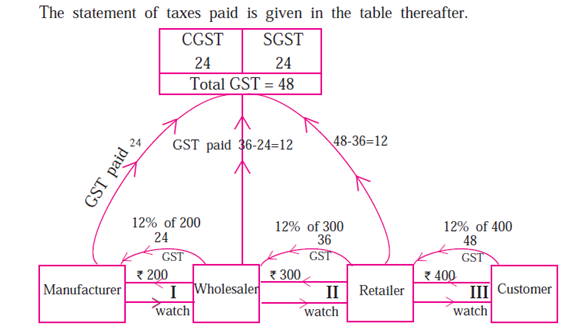 The statement of taxes paid is given in the table thereafter.
CGST SGST
24 24
Total GST = 48
GST paid 24
GST paid 36-24=12
48-36=12
12% of 200
24
GST
12% of 300
36
GST
12% of 400
48
GST
Manufacturer
₹ 200
I
watch
Wholesaler
₹ 300
II
watch
Retailer
₹ 400
III
watch
Customer